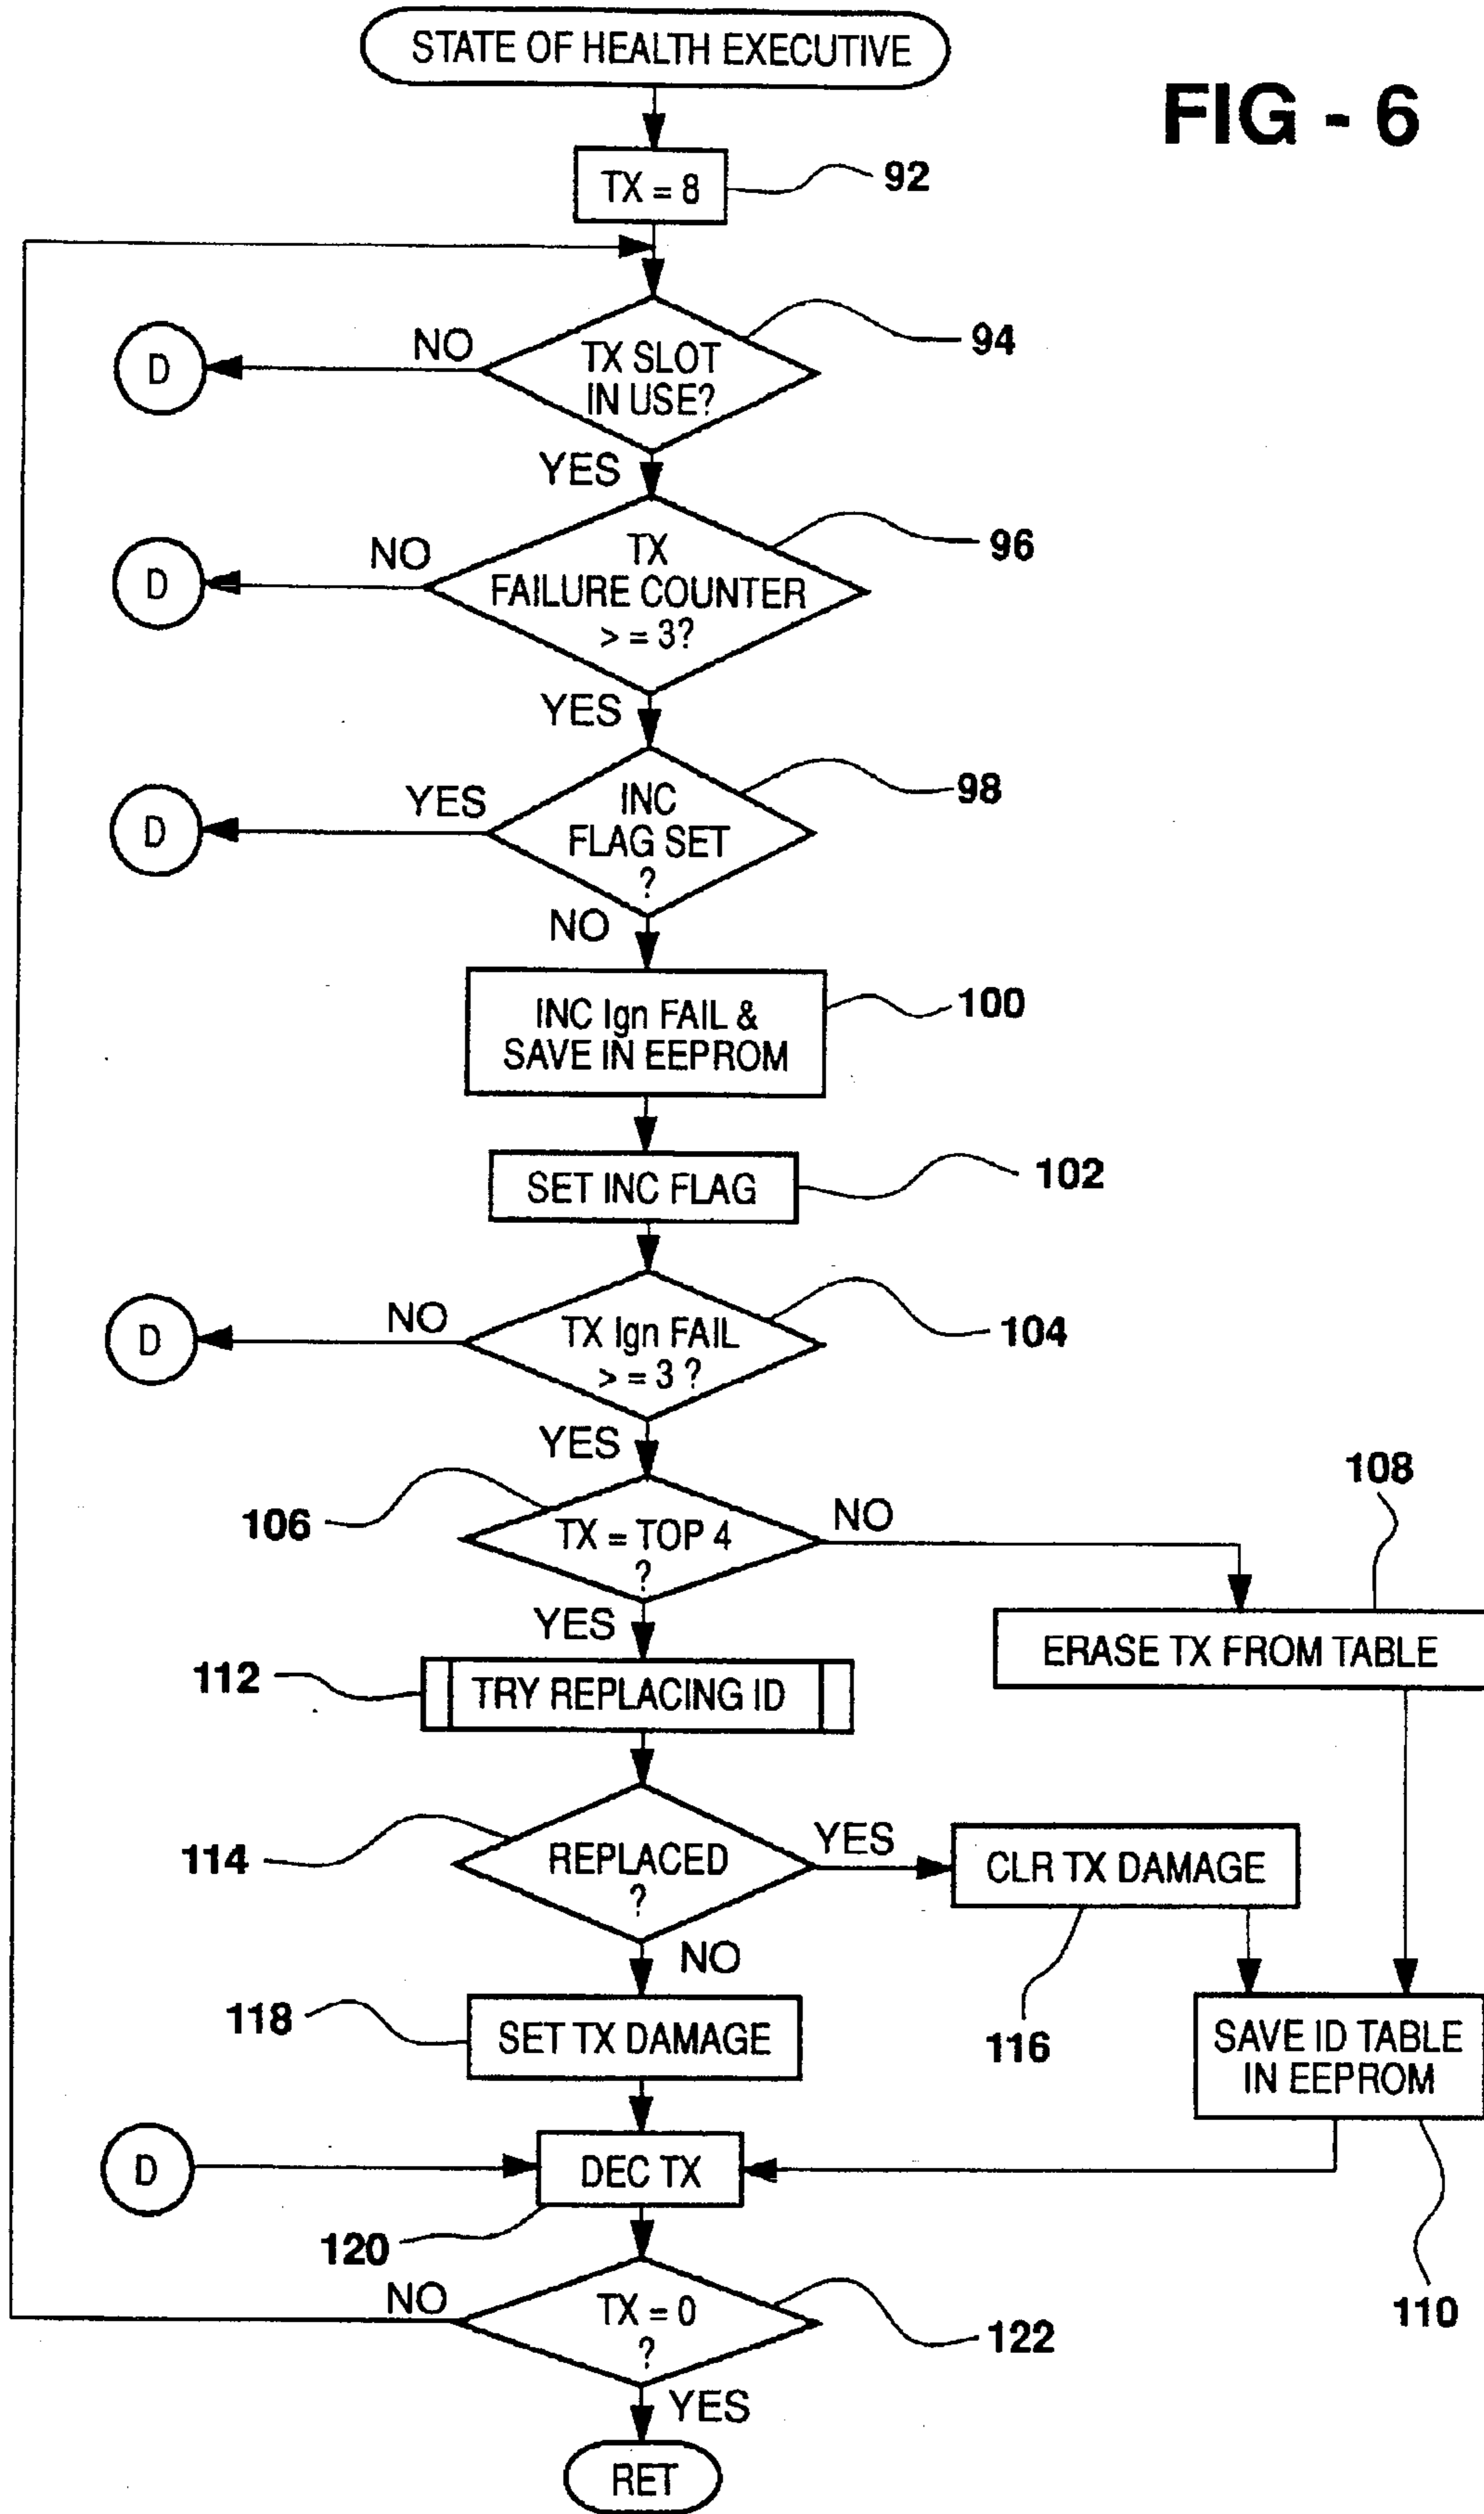 STATE OF HEALTH EXECUTIVE
FIG - 6
TX = 8
92
94
NO
D
TX SLOT
IN USE?
YES
96
NO
D
TX
FAILURE COUNTER
> = 3?
YES
98
YES
D
INC
FLAG SET
?
NO
100
INC Ign FAIL &
SAVE IN EEPROM
102
SET INC FLAG
104
NO
D
TX Ign FAIL
> = 3 ?
YES
108
106
NO
TX = TOP 4
?
YES
ERASE TX FROM TABLE
112
TRY REPLACING ID
114
YES
REPLACED
?
CLR TX DAMAGE
NO
118
116
SET TX DAMAGE
SAVE ID TABLE
IN EEPROM
D
DEC TX
120
NO
TX = 0
?
122
110
YES
RET